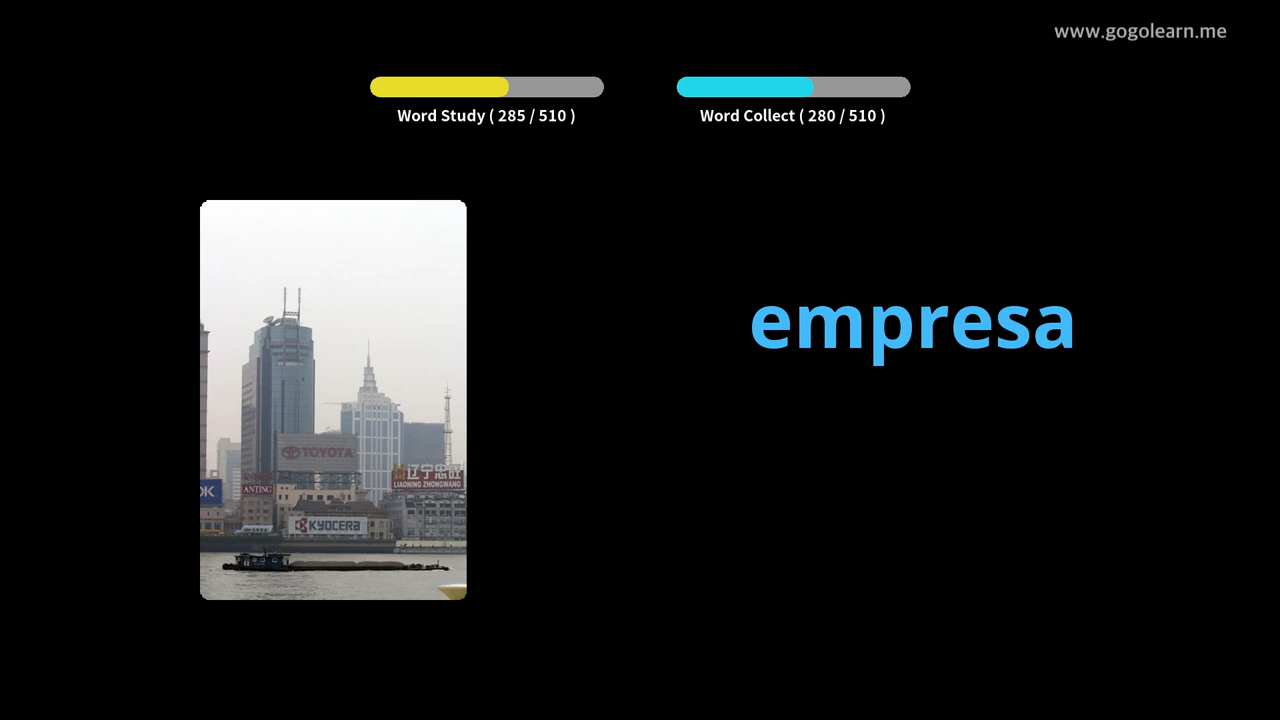 www.gogolearn.me
Word Study ( 285 / 510 )
Word Collect ( 280 / 510 )
empresa
TOYOTA
辽宁忠旺
LIAONING ZHONGWANG
OK
ANTING
KYOCERA